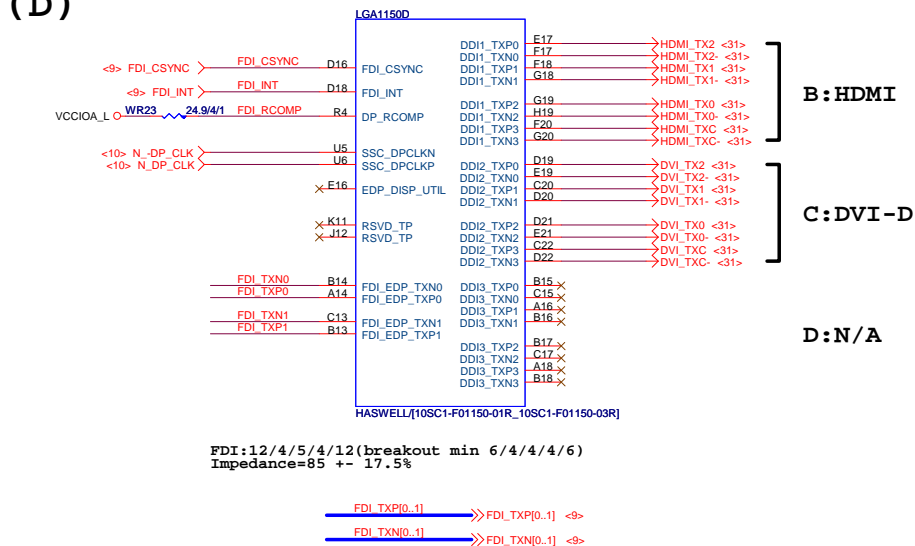 (D)
LGA1150D
<9> FDI_CSYNC FDI_CSYNC D16 FDI_CSYNC
<9> FDI_INT FDI_INT D18 FDI_INT
VCCIOA_L WR23 24.9/4/1 FDI_RCOMP R4 DP_RCOMP
<10> N_-DP_CLK U5 SSC_DPCLKN
<10> N_DP_CLK U6 SSC_DPCLKP
E16 EDP_DISP_UTIL
K11 RSVD_TP
J12 RSVD_TP
FDI_TXN0 B14 FDI_EDP_TXN0
FDI_TXP0 A14 FDI_EDP_TXP0
FDI_TXN1 C13 FDI_EDP_TXN1
FDI_TXP1 B13 FDI_EDP_TXP1
DDI1_TXP0 E17 HDMI_TX2 <31>
DDI1_TXN0 F17 HDMI_TX2- <31>
DDI1_TXP1 F18 HDMI_TX1 <31>
DDI1_TXN1 G18 HDMI_TX1- <31>
DDI1_TXP2 G19 HDMI_TX0 <31>
DDI1_TXN2 H19 HDMI_TX0- <31>
DDI1_TXP3 F20 HDMI_TXC <31>
DDI1_TXN3 G20 HDMI_TXC- <31>
B:HDMI
DDI2_TXP0 D19 DVI_TX2 <31>
DDI2_TXN0 E19 DVI_TX2- <31>
DDI2_TXP1 C20 DVI_TX1 <31>
DDI2_TXN1 D20 DVI_TX1- <31>
DDI2_TXP2 D21 DVI_TX0 <31>
DDI2_TXN2 E21 DVI_TX0- <31>
DDI2_TXP3 C22 DVI_TXC <31>
DDI2_TXN3 D22 DVI_TXC- <31>
C:DVI-D
DDI3_TXP0 B15
DDI3_TXN0 C15
DDI3_TXP1 A16
DDI3_TXN1 B16
DDI3_TXP2 B17
DDI3_TXN2 C17
DDI3_TXP3 A18
DDI3_TXN3 B18
D:N/A
HASWELL/[10SC1-F01150-01R_10SC1-F01150-03R]
FDI:12/4/5/4/12(breakout min 6/4/4/4/6)
Impedance=85 +- 17.5%
FDI_TXP[0..1] FDI_TXP[0..1] <9>
FDI_TXN[0..1] FDI_TXN[0..1] <9>